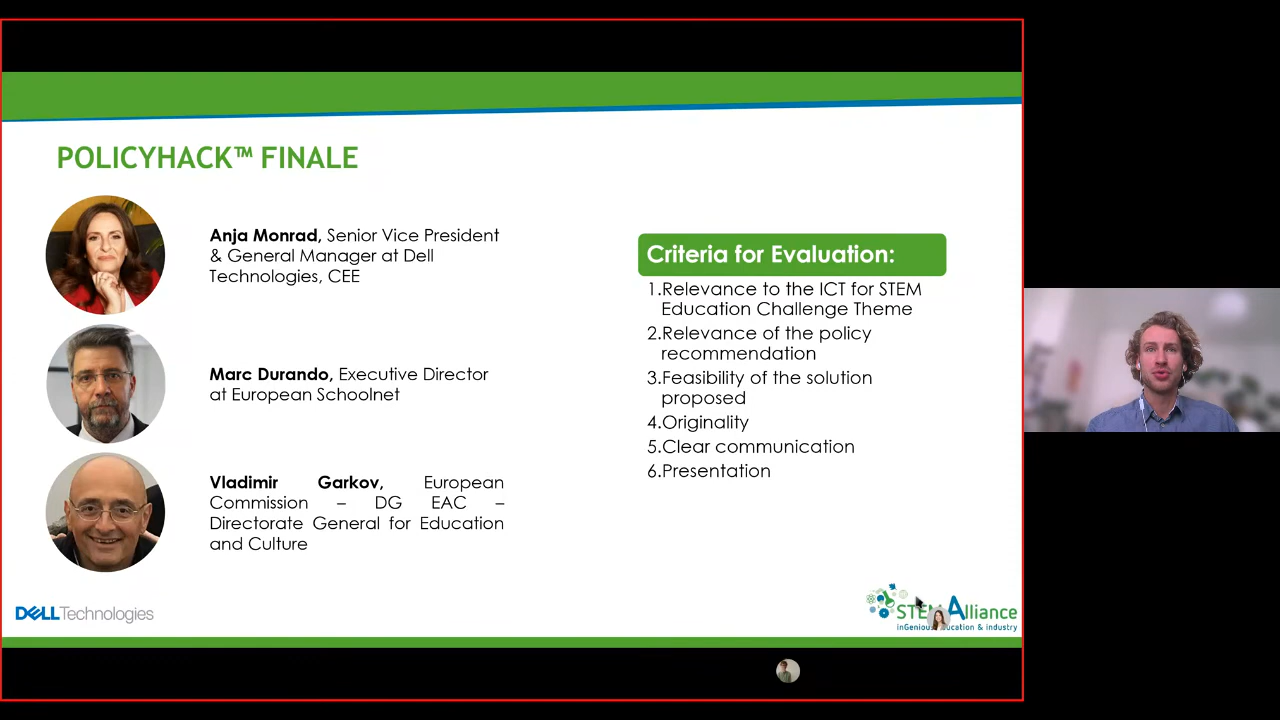 POLICYHACK™ FINALE
Anja Monrad, Senior Vice President
& General Manager at Dell
Technologies, CEE
Marc Durando, Executive Director
at European Schoolnet
Vladimir Garkov, European
Commission – DG EAC –
Directorate General for Education
and Culture
Criteria for Evaluation:
1.Relevance to the ICT for STEM
Education Challenge Theme
2.Relevance of the policy
recommendation
3.Feasibility of the solution
proposed
4.Originality
5.Clear communication
6.Presentation
DELLTechnologies
STEM Alliance
inGenious education & industry